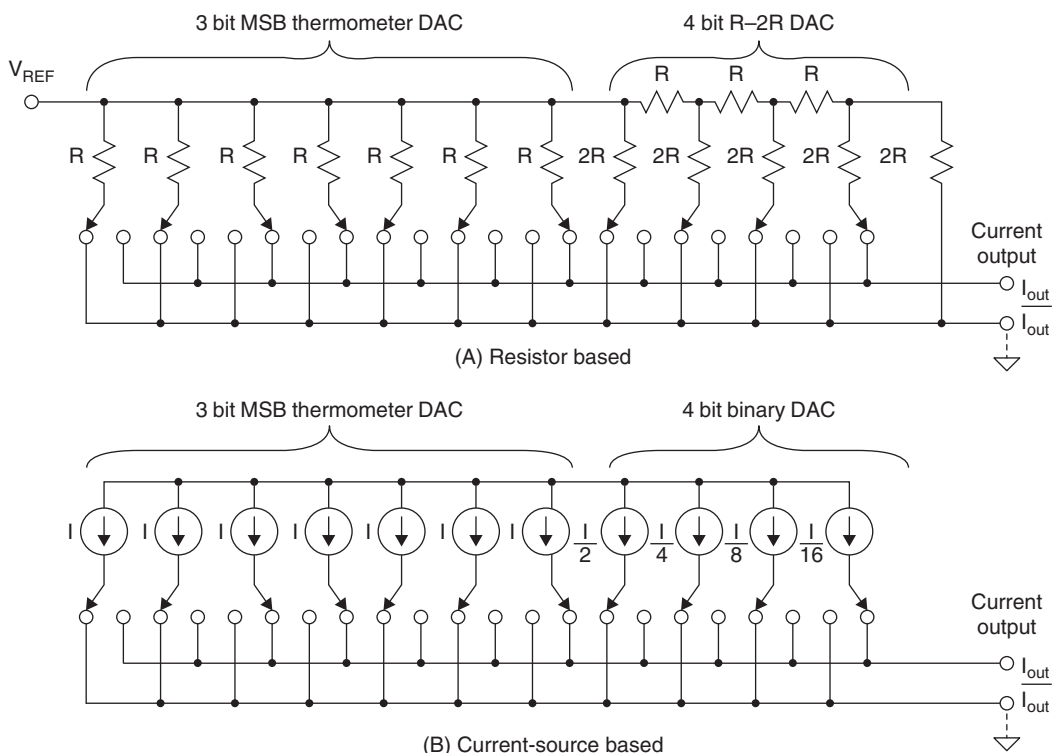 3 bit MSB thermometer DAC 4 bit R–2R DAC
V_REF R R R
R R R R R R R 2R 2R 2R 2R 2R
Current
output
I_out
I̅_out
(A) Resistor based
3 bit MSB thermometer DAC 4 bit binary DAC
I I I I I I I I/2 I/4 I/8 I/16
Current
output
I_out
I̅_out
(B) Current-source based